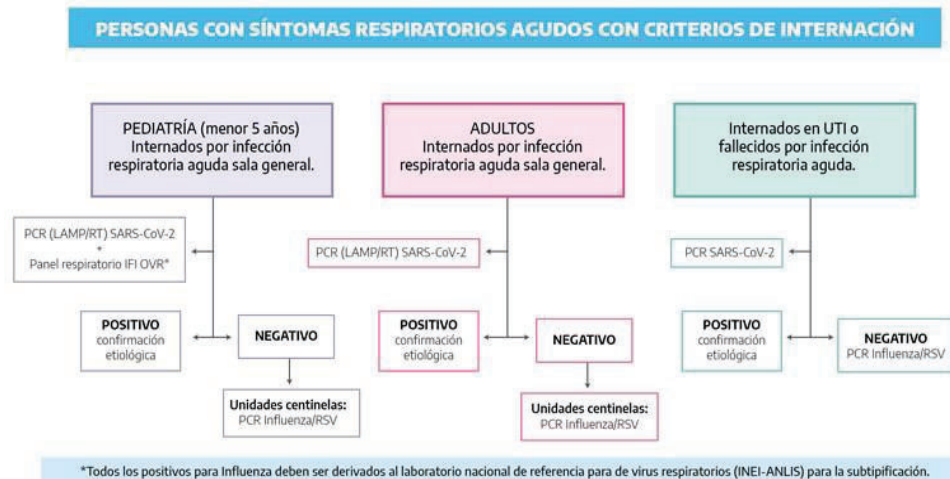 PERSONAS CON SÍNTOMAS RESPIRATORIOS AGUDOS CON CRITERIOS DE INTERNACIÓN
PEDIATRÍA (menor 5 años)
Internados por infección
respiratoria aguda sala general.
PCR (LAMP/RT) SARS-CoV-2
*
Panel respiratorio IFI OVR*
POSITIVO
confirmación
etiológica
NEGATIVO
Unidades centinelas:
PCR Influenza/RSV
ADULTOS
Internados por infección
respiratoria aguda sala general.
PCR (LAMP/RT) SARS-CoV-2
POSITIVO
confirmación
etiológica
NEGATIVO
Unidades centinelas:
PCR Influenza/RSV
Internados en UTI o
fallecidos por infección
respiratoria aguda.
PCR SARS-CoV-2
POSITIVO
confirmación
etiológica
NEGATIVO
PCR Influenza/RSV
*Todos los positivos para Influenza deben ser derivados al laboratorio nacional de referencia para de virus respiratorios (INEI-ANLIS) para la subtipificación.